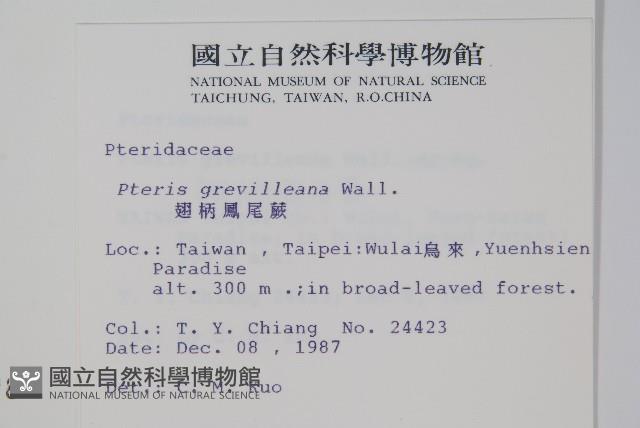 國立自然科學博物館
NATIONAL MUSEUM OF NATURAL SCIENCE
TAICHUNG, TAIWAN, R.O.CHINA
Pteridaceae
Pteris grevilleana Wall.
翅柄鳳尾蕨
Loc.: Taiwan , Taipei:Wulai烏來,Yuenhsien
Paradise
alt. 300 m .;in broad-leaved forest.
Col.: T. Y. Chiang No. 24423
Date: Dec. 08 , 1987
Det.: C. M. Kuo
國立自然科學博物館
NATIONAL MUSEUM OF NATURAL SCIENCE